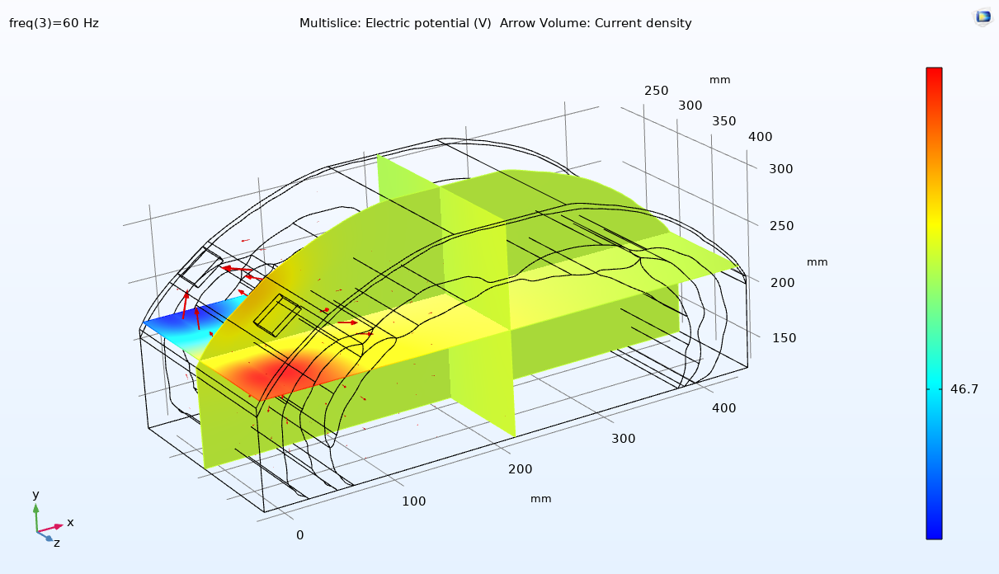 freq(3)=60 Hz
Multislice: Electric potential (V)  Arrow Volume: Current density
mm
250
300
350
400
300
250
mm
200
150
46.7
400
300
200
mm
100
0
y
x
z